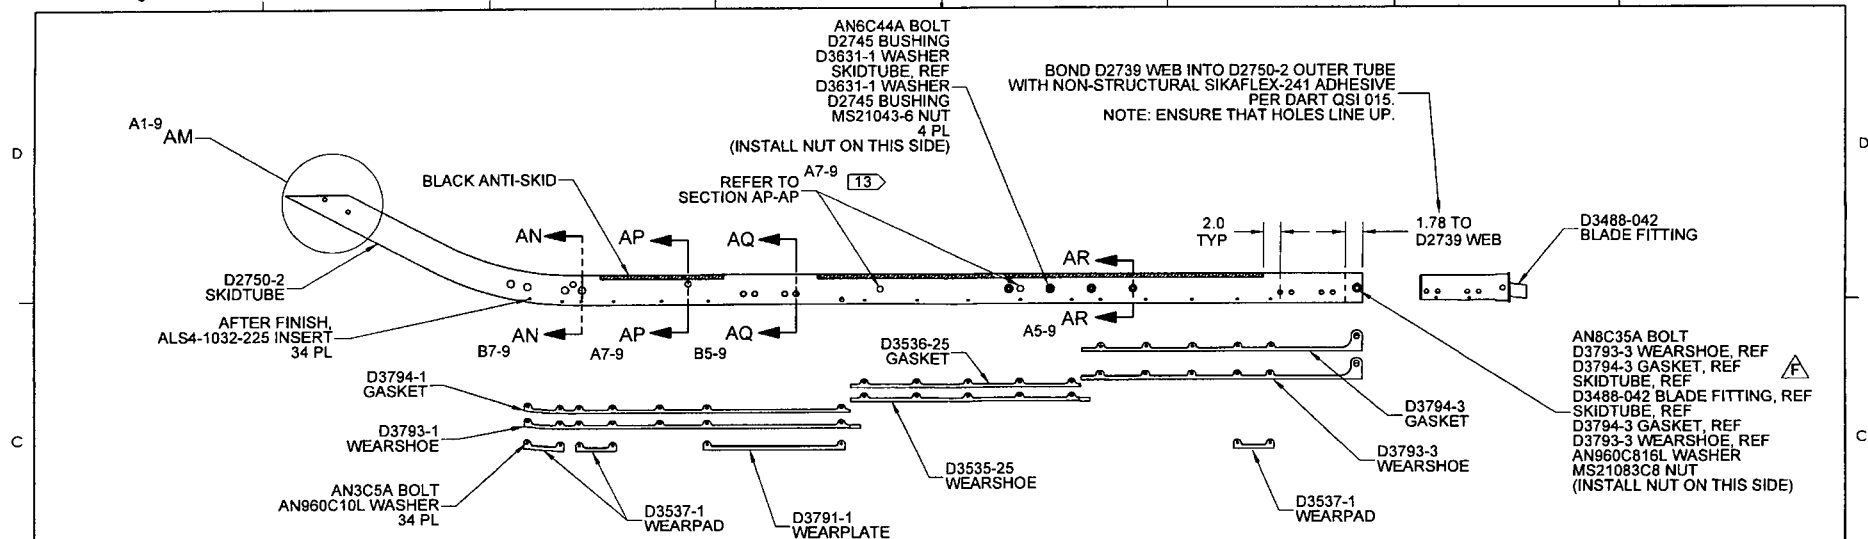 AN6C44A BOLT
D2745 BUSHING
D3631-1 WASHER
SKIDTUBE, REF
D3631-1 WASHER
D2745 BUSHING
MS21043-6 NUT
4 PL
(INSTALL NUT ON THIS SIDE)
BOND D2739 WEB INTO D2750-2 OUTER TUBE
WITH NON-STRUCTURAL SIKAFLEX-241 ADHESIVE
PER DART QSI 015.
NOTE: ENSURE THAT HOLES LINE UP.
A1-9
AM
D
D
BLACK ANTI-SKID
REFER TO
SECTION AP-AP
A7-9
13
2.0
TYP
1.78 TO
D2739 WEB
D3488-042
BLADE FITTING
AN
AP
AQ
AR
D2750-2
SKIDTUBE
AFTER FINISH,
ALS4-1032-225 INSERT
34 PL
AN
B7-9
AP
A7-9
AQ
B5-9
AR
A5-9
D3536-25
GASKET
D3794-1
GASKET
D3793-1
WEARSHOE
AN3C5A BOLT
AN960C10L WASHER
34 PL
D3537-1
WEARPAD
D3791-1
WEARPLATE
D3535-25
WEARSHOE
D3794-3
GASKET
D3793-3
WEARSHOE
D3537-1
WEARPAD
AN8C35A BOLT
D3793-3 WEARSHOE, REF
D3794-3 GASKET, REF
SKIDTUBE, REF
D3488-042 BLADE FITTING, REF
SKIDTUBE, REF
D3794-3 GASKET, REF
D3793-3 WEARSHOE, REF
AN960C816L WASHER
MS21083C8 NUT
(INSTALL NUT ON THIS SIDE)
F
C
C